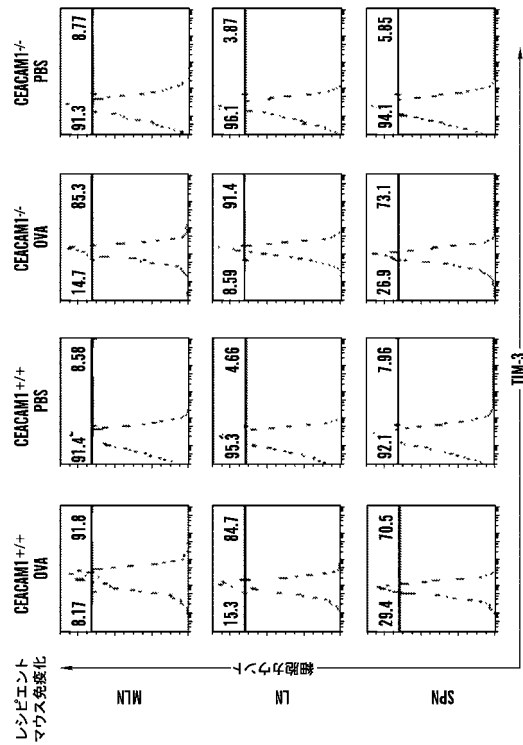 レシピエント
マウス免疫化
CEACAM1+/+
OVA
CEACAM1+/+
PBS
CEACAM1-/-
OVA
CEACAM1-/-
PBS
MLN
8.17 91.8
91.4 8.58
14.7 85.3
91.3 8.77
LN
15.3 84.7
95.3 4.66
8.59 91.4
96.1 3.87
SPN
29.4 70.5
92.1 7.96
26.9 73.1
94.1 5.85
細胞カウント
TIM-3